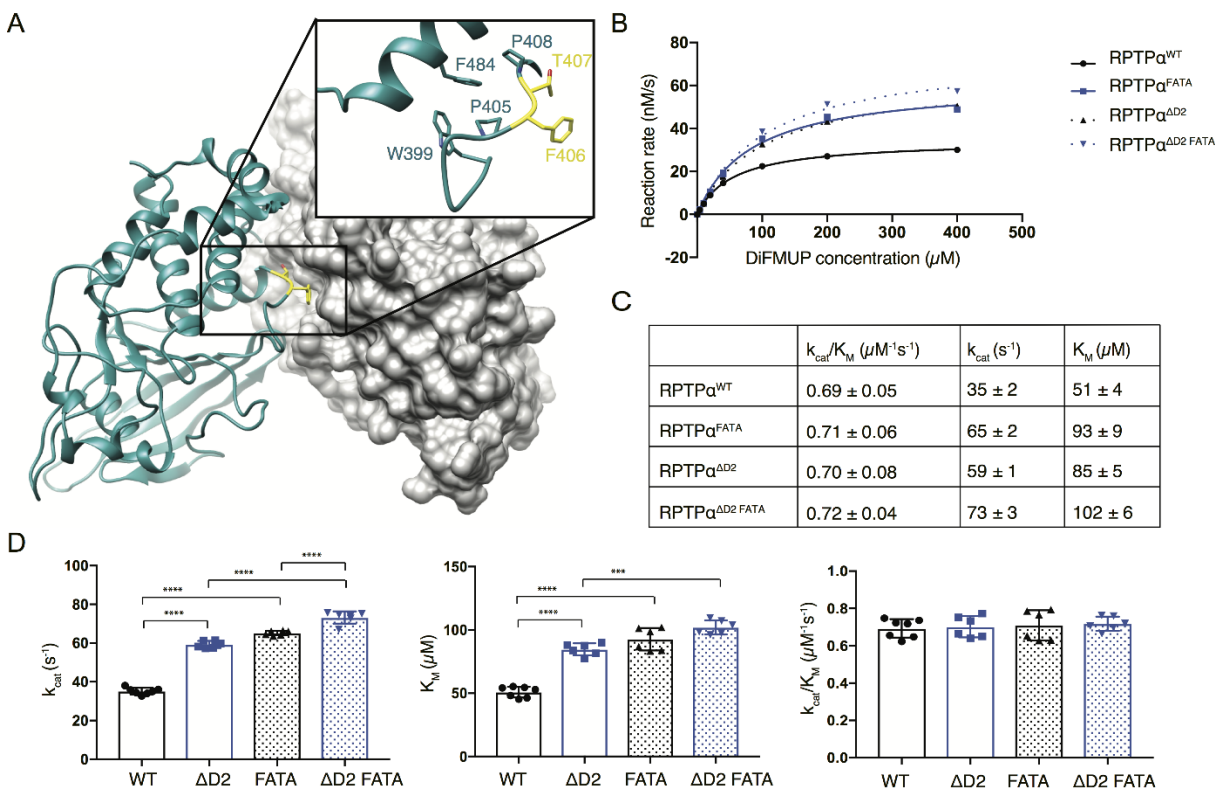 A
P408
F484
T407
P405
W399
F406
B
Reaction rate (nM/s)
80
60
40
20
0
-20
100
200
300
400
500
DiFMUP concentration (µM)
RPTPα^WT
RPTPα^FATA
RPTPα^ΔD2
RPTPα^ΔD2 FATA
C
k_cat/K_M (µM⁻¹s⁻¹) k_cat (s⁻¹) K_M (µM)
RPTPα^WT 0.69 ± 0.05 35 ± 2 51 ± 4
RPTPα^FATA 0.71 ± 0.06 65 ± 2 93 ± 9
RPTPα^ΔD2 0.70 ± 0.08 59 ± 1 85 ± 5
RPTPα^ΔD2 FATA 0.72 ± 0.04 73 ± 3 102 ± 6
D
k_cat (s⁻¹)
100
80
60
40
20
0
****
****
****
****
WT ΔD2 FATA ΔD2 FATA
K_M (µM)
150
100
50
0
***
****
****
WT ΔD2 FATA ΔD2 FATA
k_cat/K_M (µM⁻¹s⁻¹)
1.0
0.8
0.6
0.4
0.2
0.0
WT ΔD2 FATA ΔD2 FATA